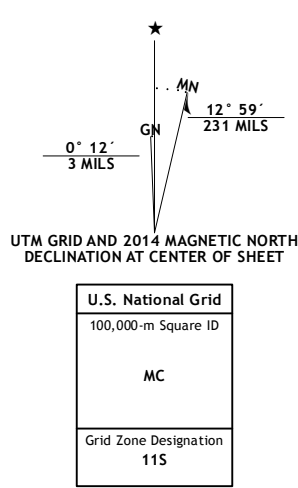 ★
MN
12° 59´
231 MILS
GN
0° 12´
3 MILS
UTM GRID AND 2014 MAGNETIC NORTH
DECLINATION AT CENTER OF SHEET
U.S. National Grid
100,000-m Square ID
MC
Grid Zone Designation
11S